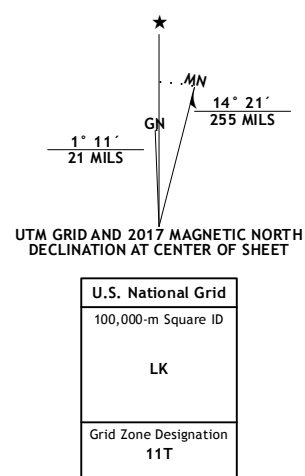 ★
MN
GN
14° 21´
255 MILS
1° 11´
21 MILS
UTM GRID AND 2017 MAGNETIC NORTH
DECLINATION AT CENTER OF SHEET
U.S. National Grid
100,000-m Square ID
LK
Grid Zone Designation
11T